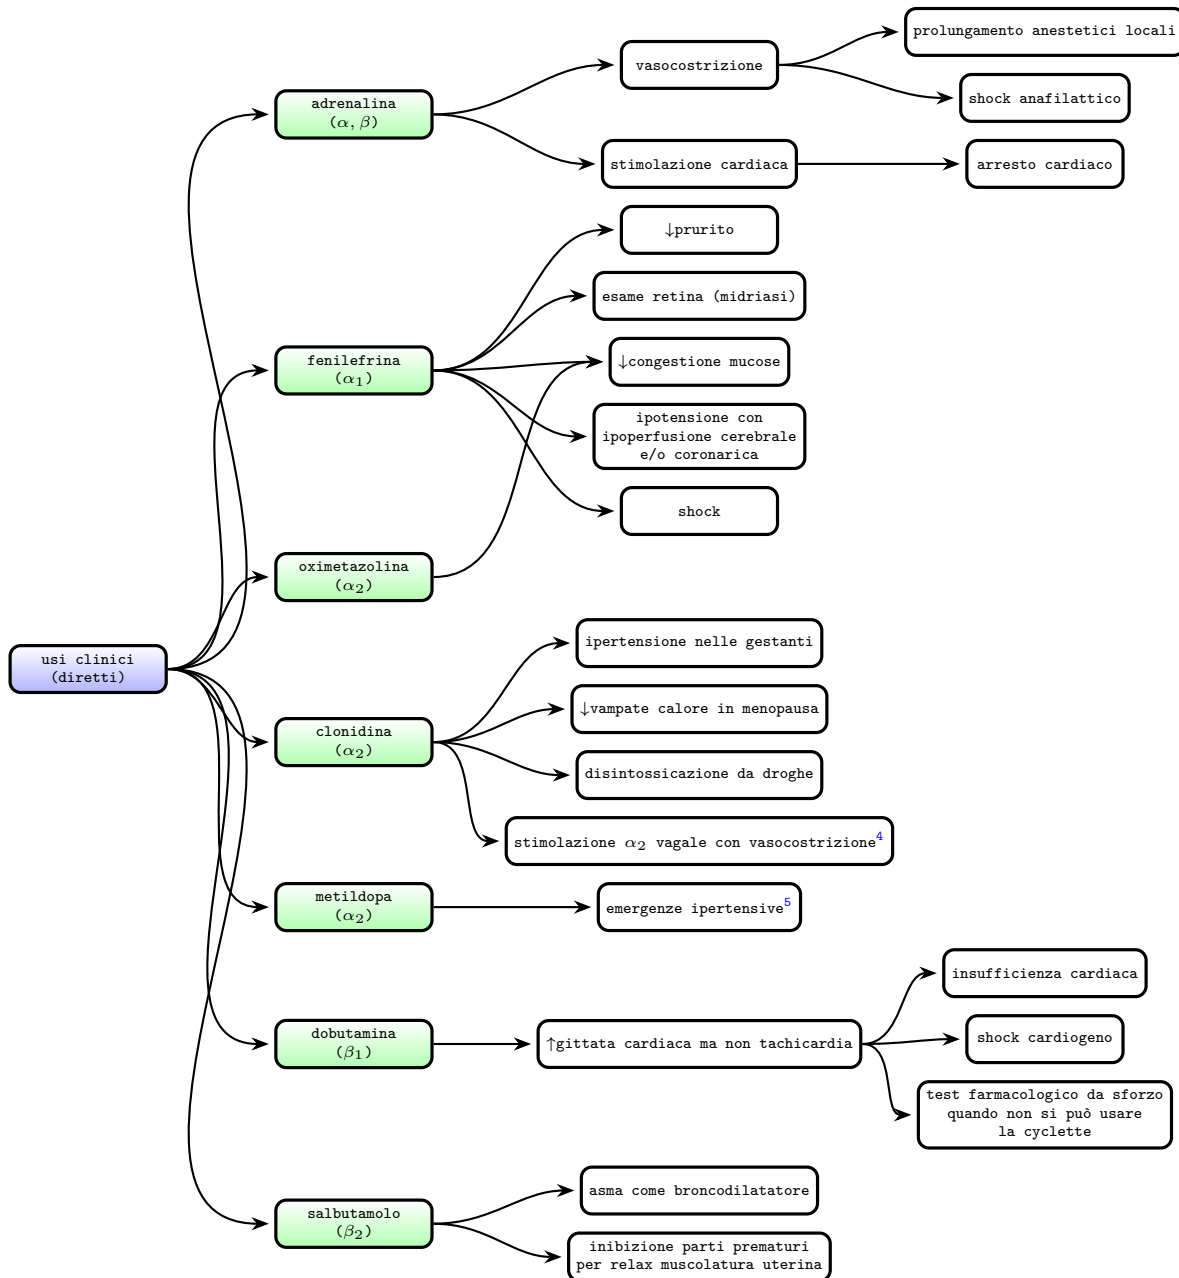 prolungamento anestetici locali
vasocostrizione
shock anafilattico
adrenalina
(α, β)
stimolazione cardiaca
arresto cardiaco
↓prurito
esame retina (midriasi)
fenilefrina
(α₁)
↓congestione mucose
ipotensione con
ipoperfusione cerebrale
e/o coronarica
shock
oximetazolina
(α₂)
usi clinici
(diretti)
ipertensione nelle gestanti
↓vampate calore in menopausa
clonidina
(α₂)
disintossicazione da droghe
stimolazione α₂ vagale con vasocostrizione⁴
metildopa
(α₂)
emergenze ipertensive⁵
insufficienza cardiaca
dobutamina
(β₁)
↑gittata cardiaca ma non tachicardia
shock cardiogeno
test farmacologico da sforzo
quando non si può usare
la cyclette
asma come broncodilatatore
salbutamolo
(β₂)
inibizione parti prematuri
per relax muscolatura uterina